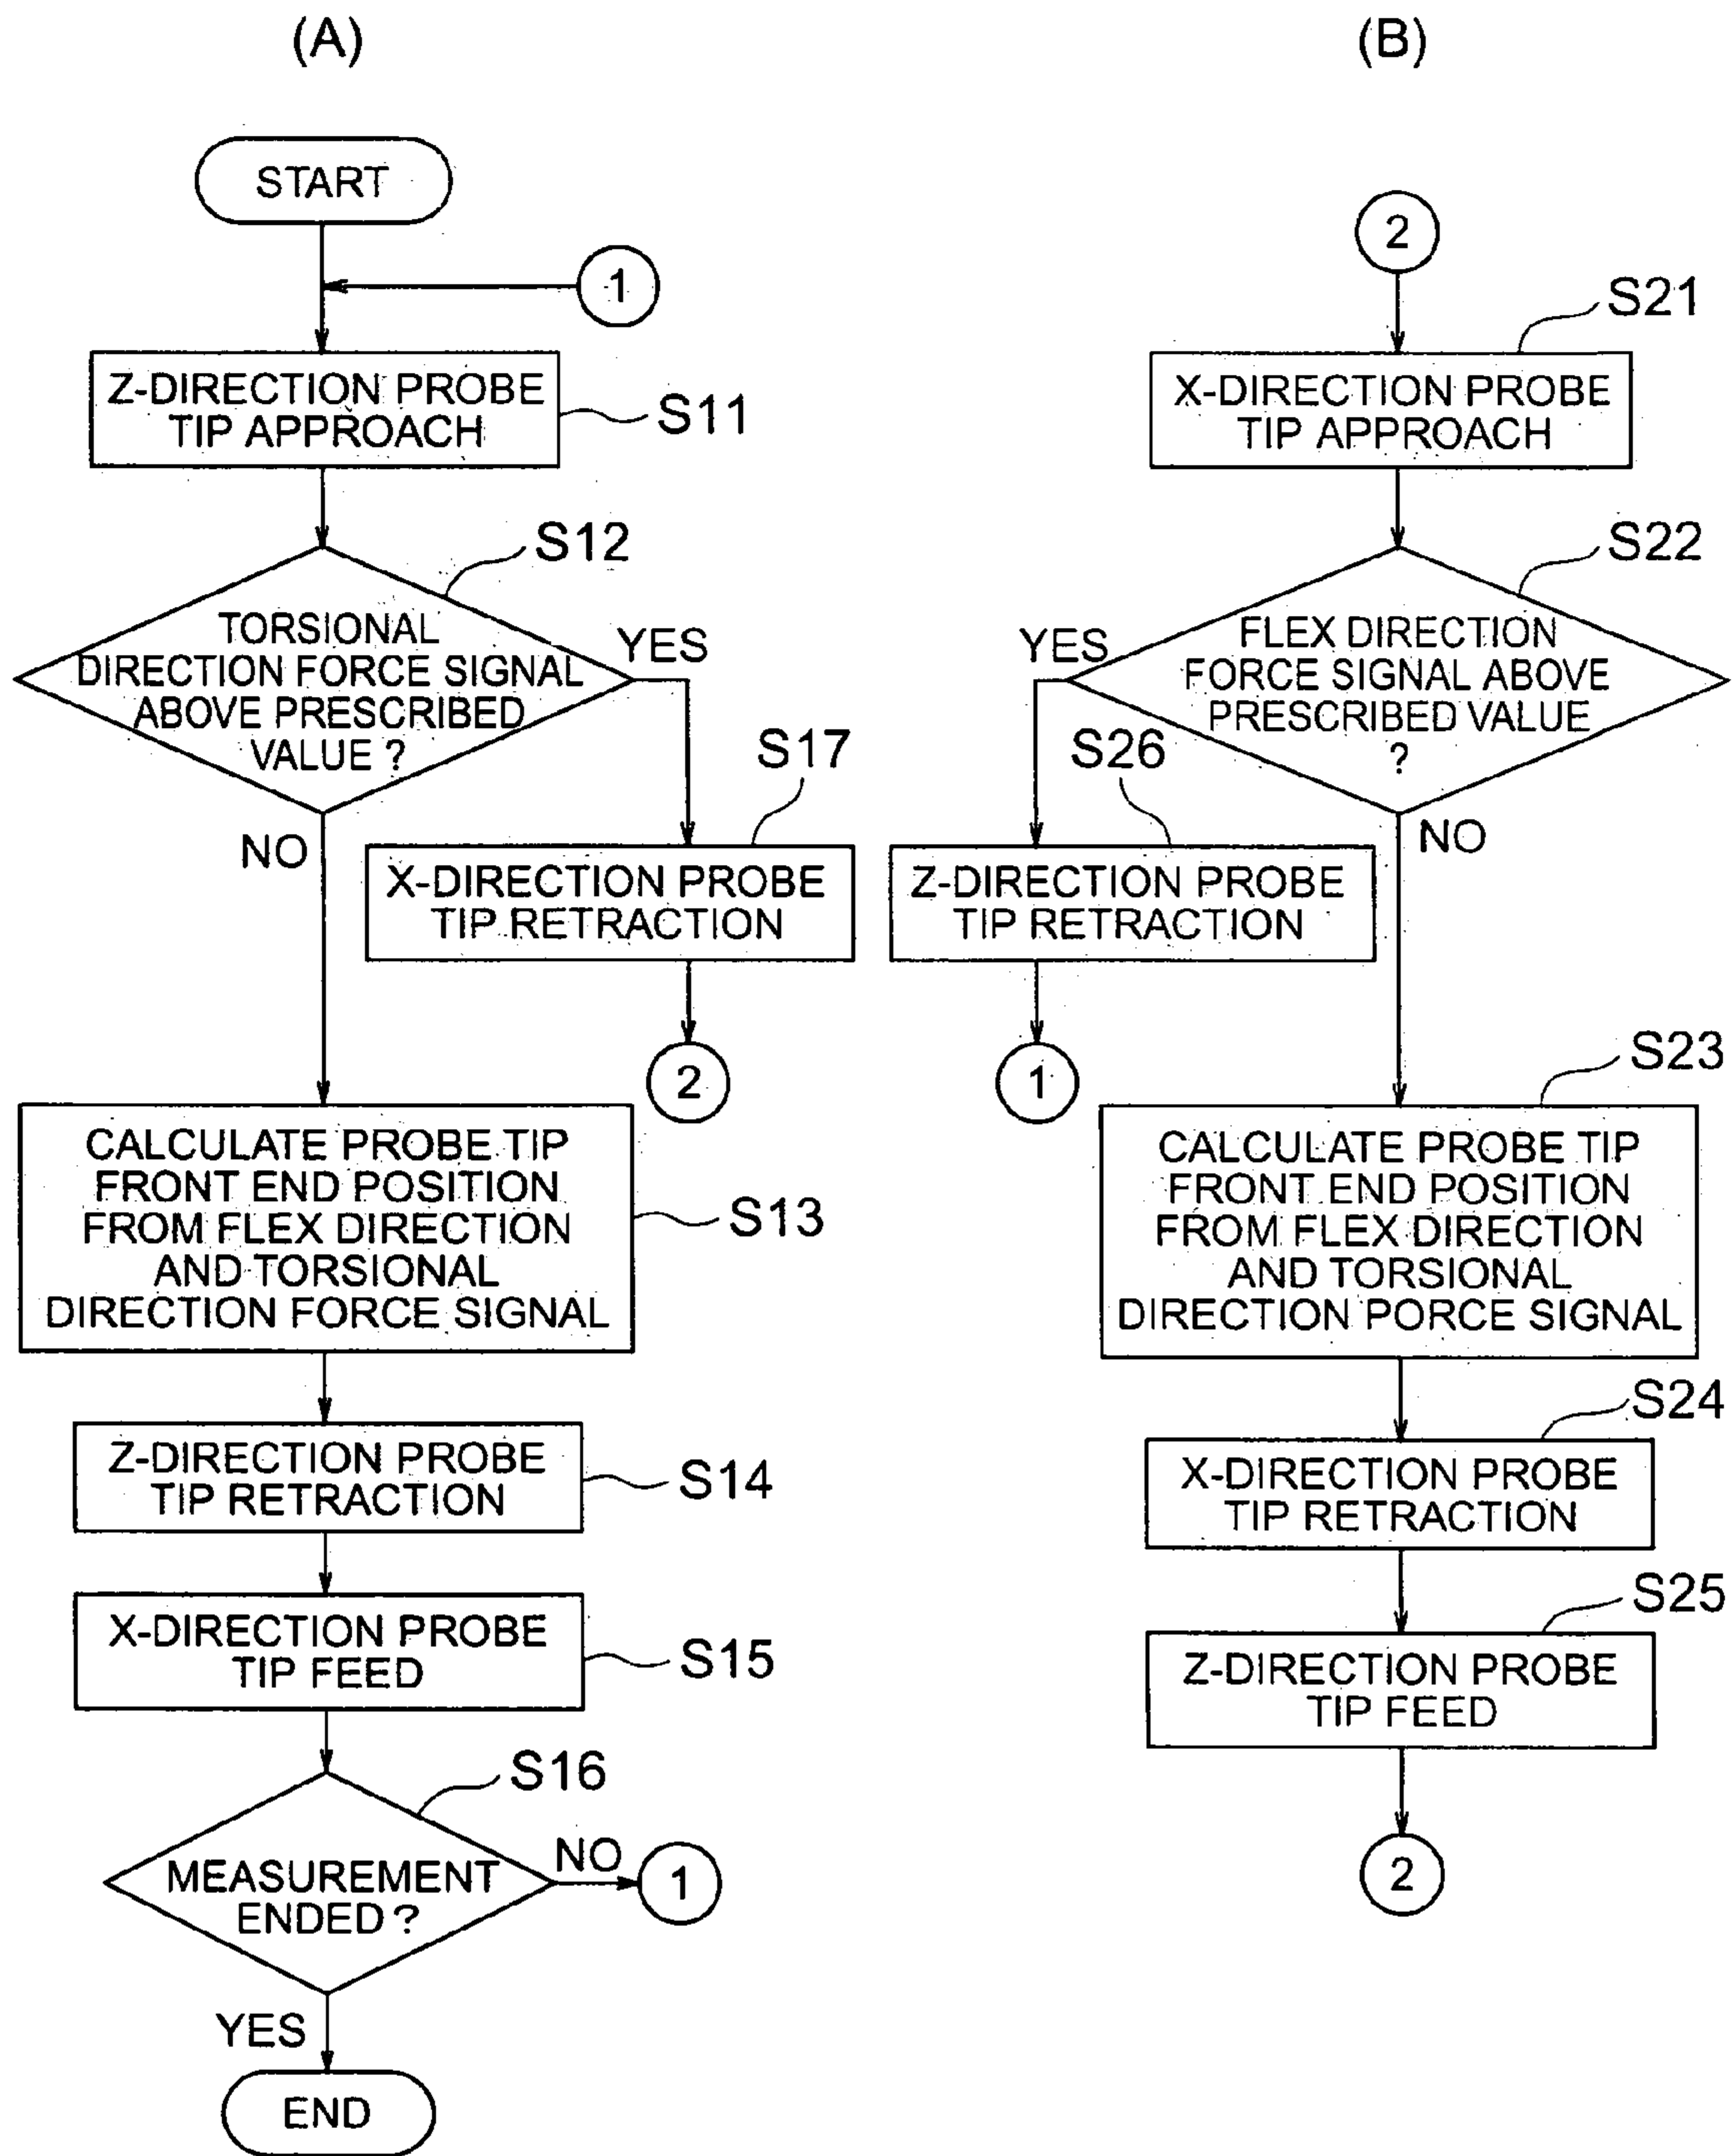 (A)
START
1
Z-DIRECTION PROBE
TIP APPROACH
S11
S12
TORSIONAL
DIRECTION FORCE SIGNAL
ABOVE PRESCRIBED
VALUE ?
YES
NO
S17
X-DIRECTION PROBE
TIP RETRACTION
2
CALCULATE PROBE TIP
FRONT END POSITION
FROM FLEX DIRECTION
AND TORSIONAL
DIRECTION FORCE SIGNAL
S13
Z-DIRECTION PROBE
TIP RETRACTION
S14
X-DIRECTION PROBE
TIP FEED
S15
S16
MEASUREMENT
ENDED ?
NO
1
YES
END
(B)
2
S21
X-DIRECTION PROBE
TIP APPROACH
S22
FLEX DIRECTION
FORCE SIGNAL ABOVE
PRESCRIBED VALUE
?
YES
NO
S26
Z-DIRECTION PROBE
TIP RETRACTION
1
S23
CALCULATE PROBE TIP
FRONT END POSITION
FROM FLEX DIRECTION
AND TORSIONAL
DIRECTION PORCE SIGNAL
S24
X-DIRECTION PROBE
TIP RETRACTION
S25
Z-DIRECTION PROBE
TIP FEED
2